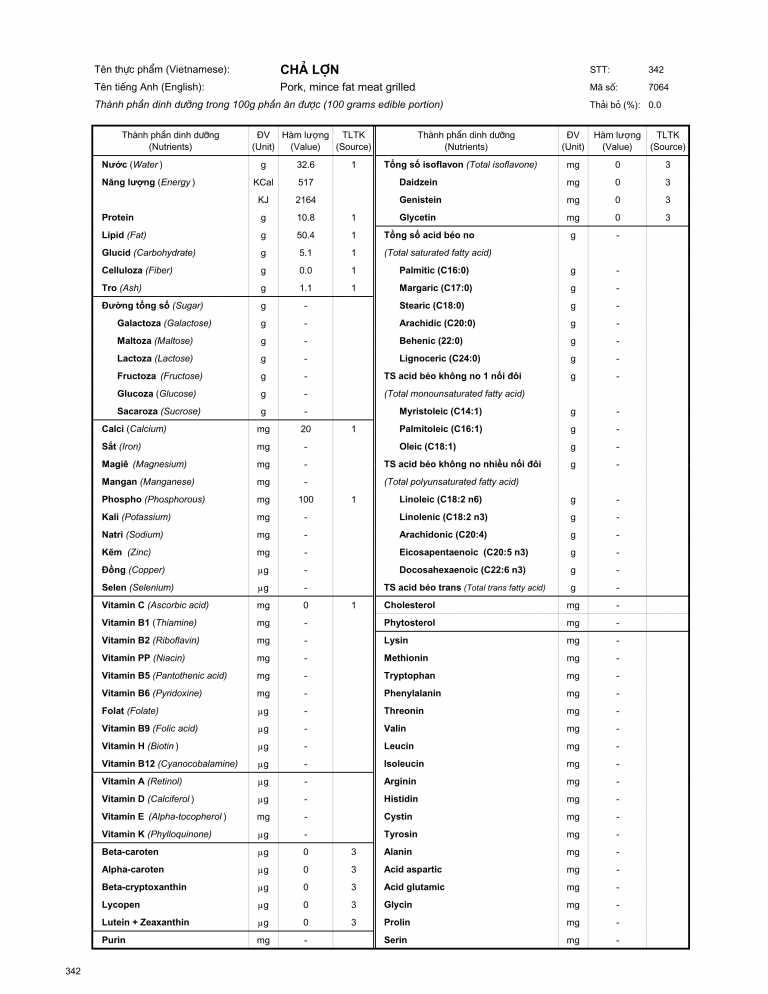 Tên thực phẩm (Vietnamese): CHẢ LỢN STT: 342
Tên tiếng Anh (English): Pork, mince fat meat grilled Mã số: 7064
Thành phần dinh dưỡng trong 100g phần ăn được (100 grams edible portion) Thải bỏ (%): 0.0
Thành phần dinh dưỡng ĐV Hàm lượng TLTK Thành phần dinh dưỡng ĐV Hàm lượng TLTK
(Nutrients) (Unit) (Value) (Source) (Nutrients) (Unit) (Value) (Source)
Nước (Water) g 32.6 1 Tổng số isoflavon (Total isoflavone) mg 0 3
Năng lượng (Energy) KCal 517 Daidzein mg 0 3
KJ 2164 Genistein mg 0 3
Protein g 10.8 1 Glycetin mg 0 3
Lipid (Fat) g 50.4 1 Tổng số acid béo no g -
Glucid (Carbohydrate) g 5.1 1 (Total saturated fatty acid)
Celluloza (Fiber) g 0.0 1 Palmitic (C16:0) g -
Tro (Ash) g 1.1 1 Margaric (C17:0) g -
Đường tổng số (Sugar) g - Stearic (C18:0) g -
Galactoza (Galactose) g - Arachidic (C20:0) g -
Maltoza (Maltose) g - Behenic (22:0) g -
Lactoza (Lactose) g - Lignoceric (C24:0) g -
Fructoza (Fructose) g - TS acid béo không no 1 nối đôi g -
Glucoza (Glucose) g - (Total monounsaturated fatty acid)
Sacaroza (Sucrose) g - Myristoleic (C14:1) g -
Calci (Calcium) mg 20 1 Palmitoleic (C16:1) g -
Sắt (Iron) mg - Oleic (C18:1) g -
Magiê (Magnesium) mg - TS acid béo không no nhiều nối đôi g -
Mangan (Manganese) mg - (Total polyunsaturated fatty acid)
Phospho (Phosphorous) mg 100 1 Linoleic (C18:2 n6) g -
Kali (Potassium) mg - Linolenic (C18:2 n3) g -
Natri (Sodium) mg - Arachidonic (C20:4) g -
Kẽm (Zinc) mg - Eicosapentaenoic (C20:5 n3) g -
Đồng (Copper) μg - Docosahexaenoic (C22:6 n3) g -
Selen (Selenium) μg - TS acid béo trans (Total trans fatty acid) g -
Vitamin C (Ascorbic acid) mg 0 1 Cholesterol mg -
Vitamin B1 (Thiamine) mg - Phytosterol mg -
Vitamin B2 (Riboflavin) mg - Lysin mg -
Vitamin PP (Niacin) mg - Methionin mg -
Vitamin B5 (Pantothenic acid) mg - Tryptophan mg -
Vitamin B6 (Pyridoxine) mg - Phenylalanin mg -
Folat (Folate) μg - Threonin mg -
Vitamin B9 (Folic acid) μg - Valin mg -
Vitamin H (Biotin) μg - Leucin mg -
Vitamin B12 (Cyanocobalamine) μg - Isoleucin mg -
Vitamin A (Retinol) μg - Arginin mg -
Vitamin D (Calciferol) μg - Histidin mg -
Vitamin E (Alpha-tocopherol) mg - Cystin mg -
Vitamin K (Phylloquinone) μg - Tyrosin mg -
Beta-caroten μg 0 3 Alanin mg -
Alpha-caroten μg 0 3 Acid aspartic mg -
Beta-cryptoxanthin μg 0 3 Acid glutamic mg -
Lycopen μg 0 3 Glycin mg -
Lutein + Zeaxanthin μg 0 3 Prolin mg -
Purin mg - Serin mg -
342